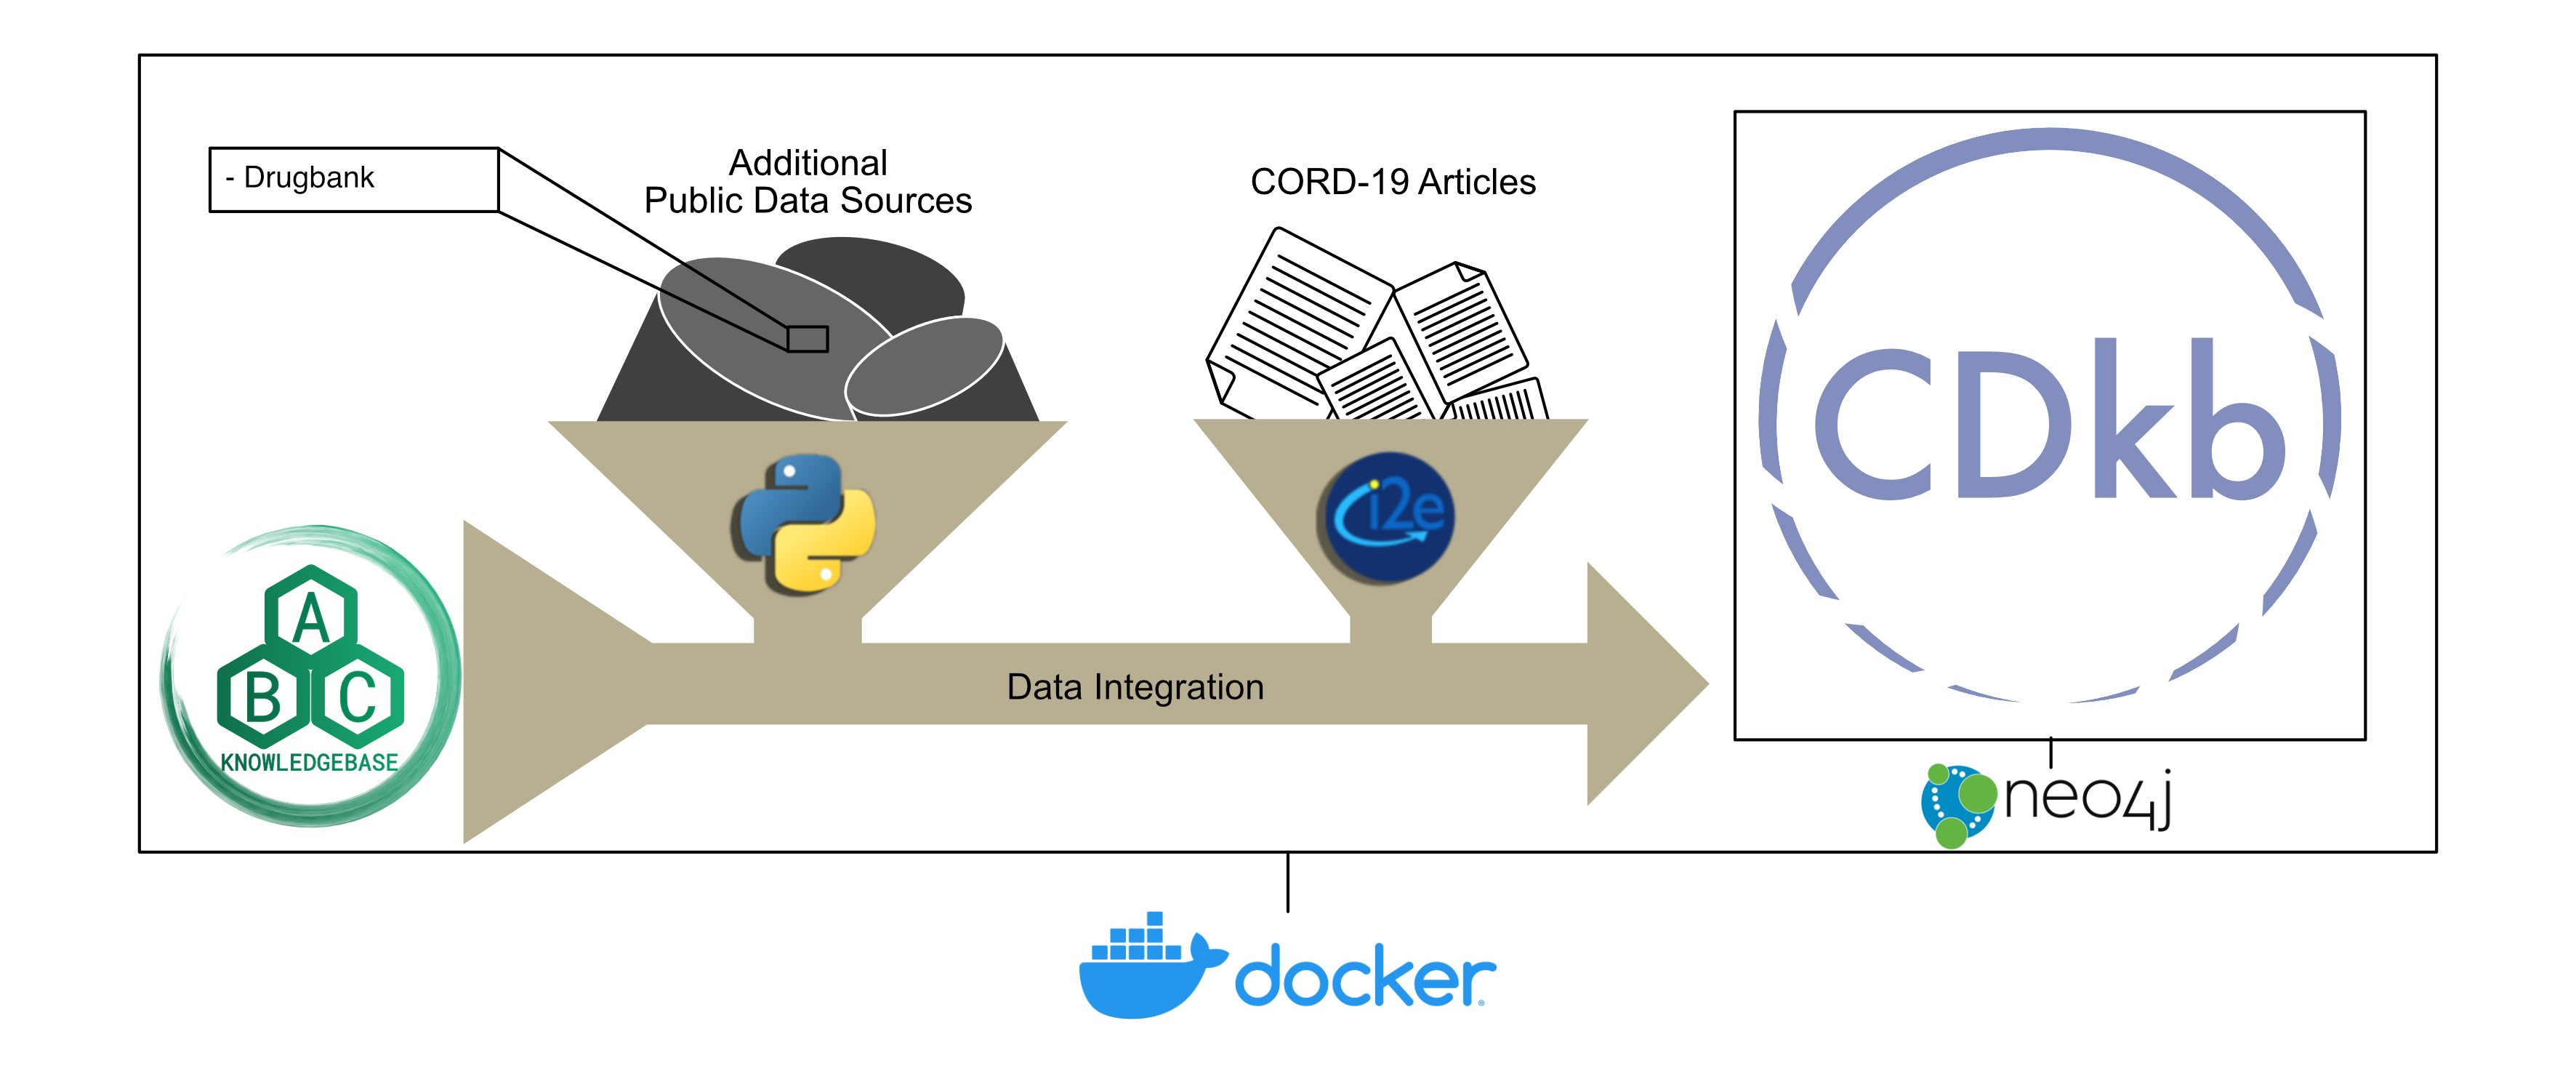 - Drugbank
Additional
Public Data Sources
CORD-19 Articles
CDkb
i2e
A
B C
KNOWLEDGEBASE
Data Integration
neo4j
docker